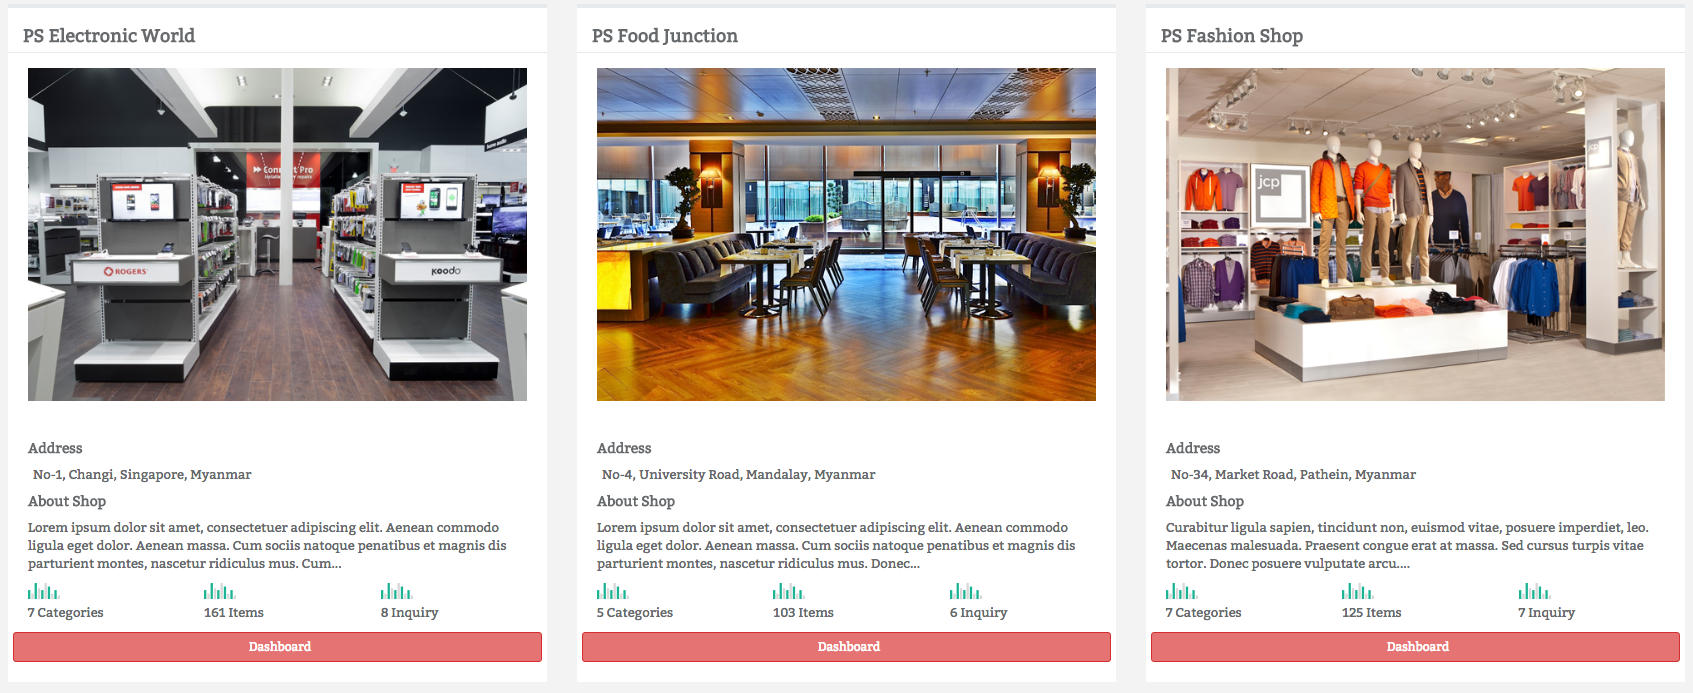 PS Electronic World
Connect Pro
ROGERS
KOODO
Address
No-1, Changi, Singapore, Myanmar
About Shop
Lorem ipsum dolor sit amet, consectetuer adipiscing elit. Aenean commodo
ligula eget dolor. Aenean massa. Cum sociis natoque penatibus et magnis dis
parturient montes, nascetur ridiculus mus. Cum...
7 Categories
161 Items
8 Inquiry
Dashboard
PS Food Junction
Address
No-4, University Road, Mandalay, Myanmar
About Shop
Lorem ipsum dolor sit amet, consectetuer adipiscing elit. Aenean commodo
ligula eget dolor. Aenean massa. Cum sociis natoque penatibus et magnis dis
parturient montes, nascetur ridiculus mus. Donec...
5 Categories
103 Items
6 Inquiry
Dashboard
PS Fashion Shop
jcp
jcp
Address
No-34, Market Road, Pathein, Myanmar
About Shop
Curabitur ligula sapien, tincidunt non, euismod vitae, posuere imperdiet, leo.
Maecenas malesuada. Praesent congue erat at massa. Sed cursus turpis vitae
tortor. Donec posuere vulputate arcu....
7 Categories
125 Items
7 Inquiry
Dashboard